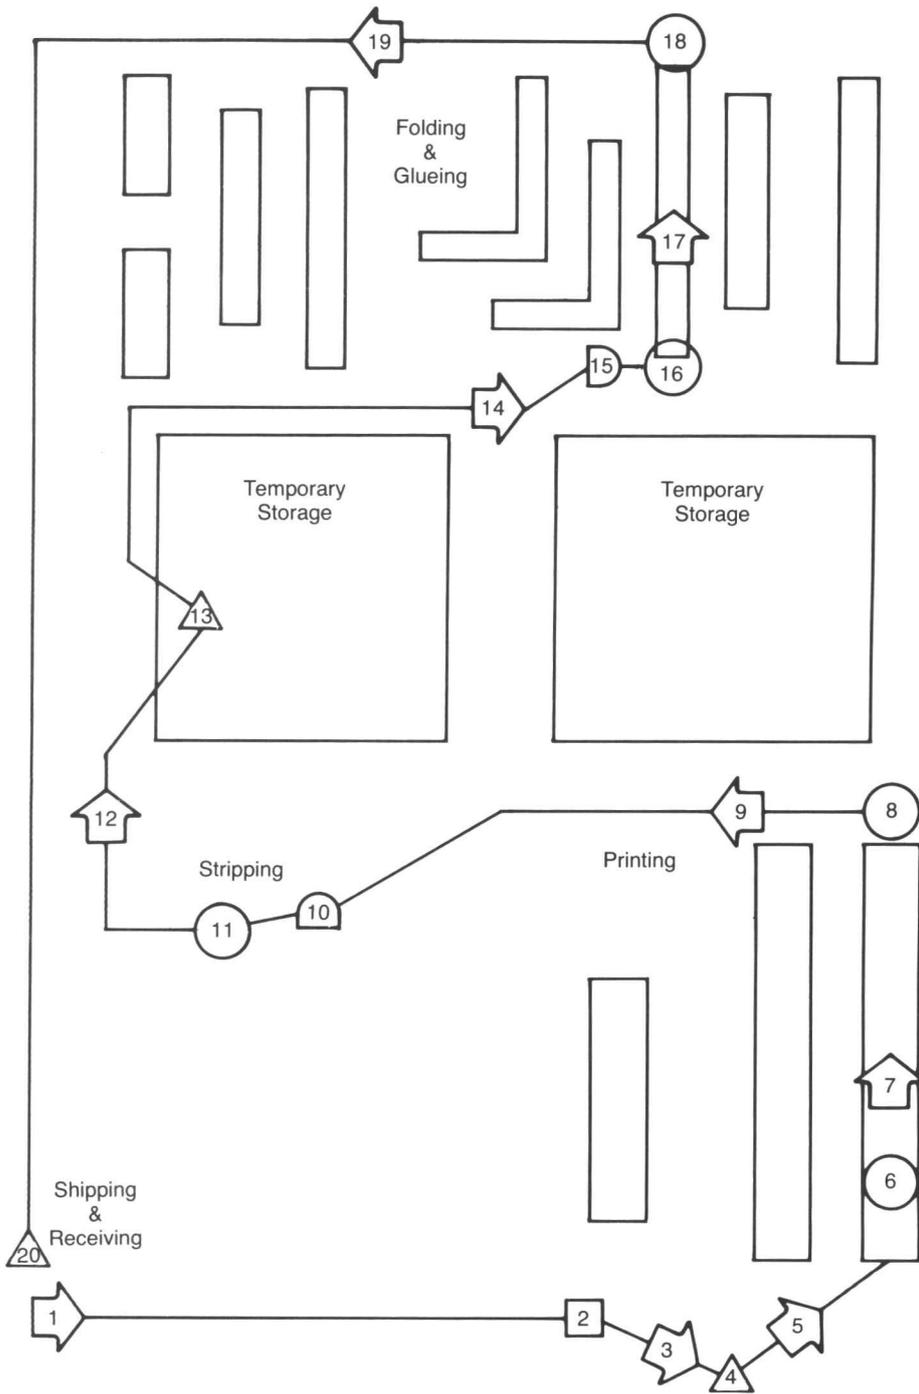 19
18
Folding
&
Glueing
17
15
16
14
Temporary
Storage
Temporary
Storage
13
12
9
8
Stripping
Printing
10
11
7
6
Shipping
&
Receiving
20
1
2
3
4
5